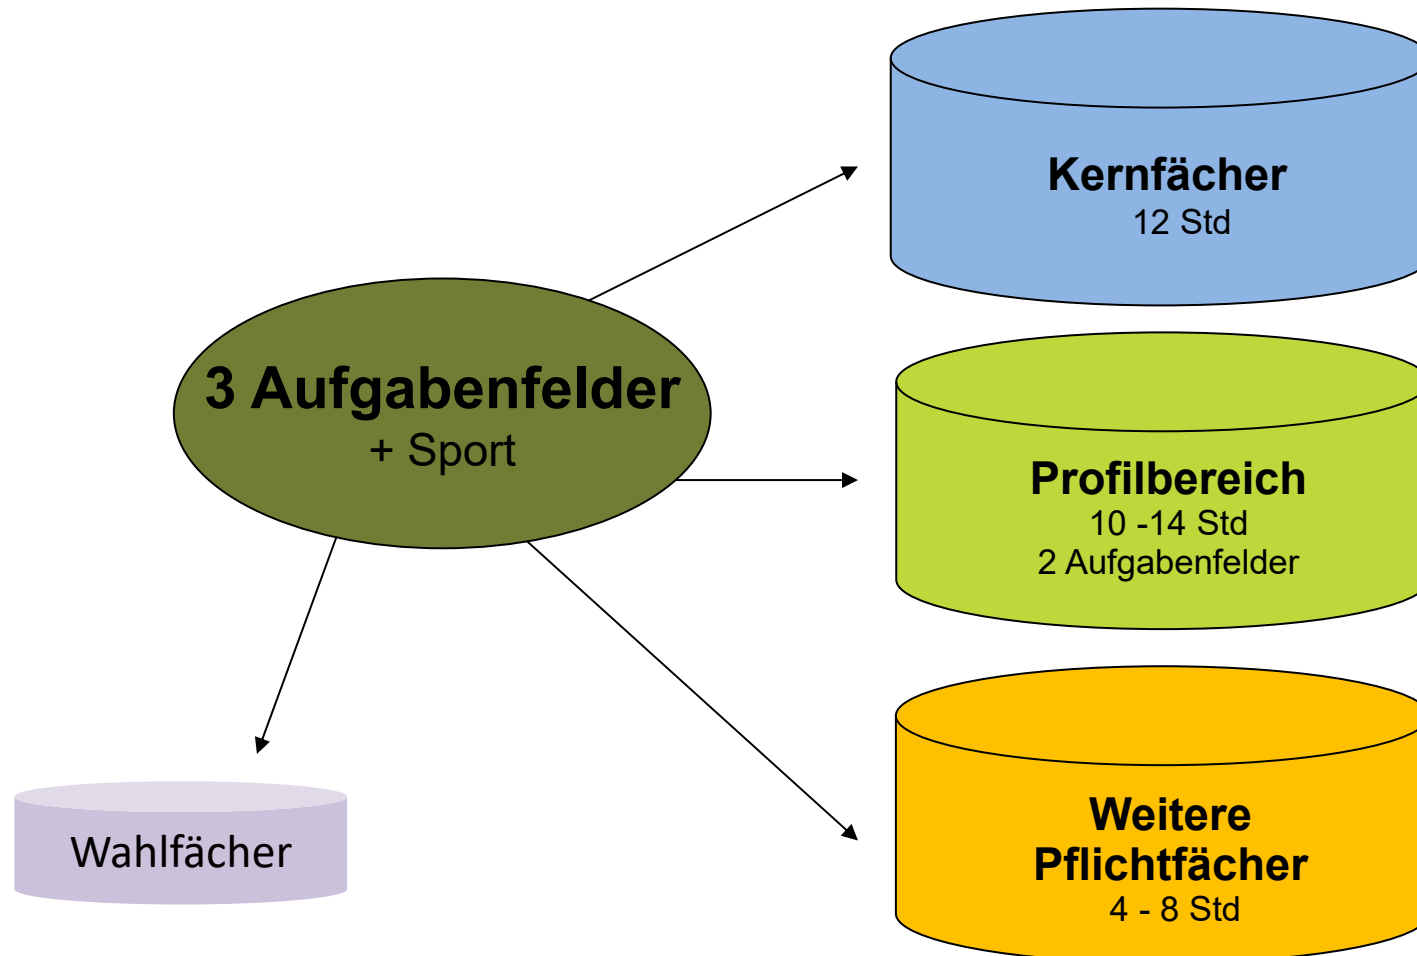 Kernfächer
12 Std
3 Aufgabenfelder
+ Sport
Profilbereich
10 -14 Std
2 Aufgabenfelder
Wahlfächer
Weitere
Pflichtfächer
4 - 8 Std